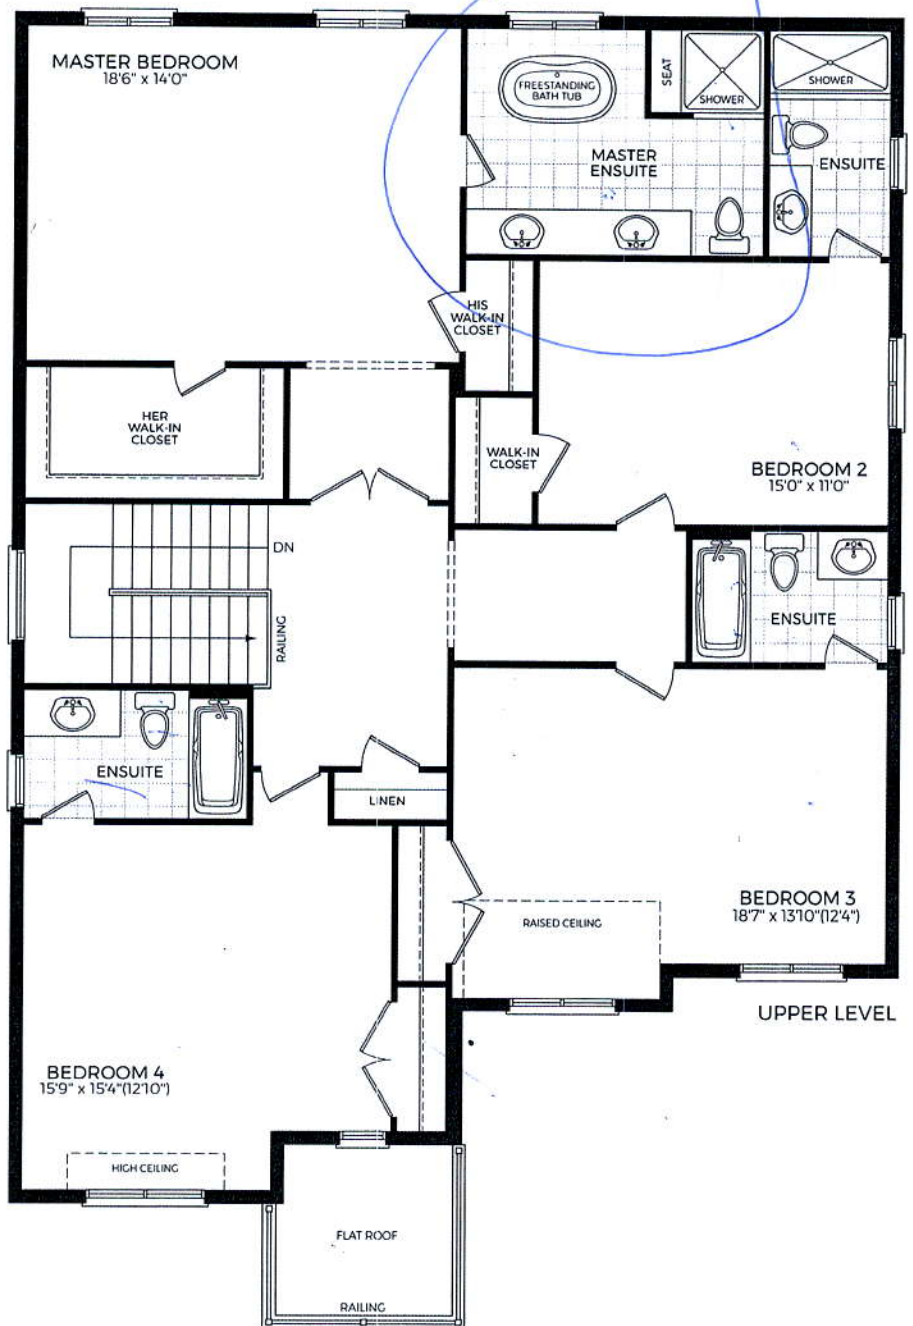 MASTER BEDROOM
18'6" x 14'0"
FREESTANDING
BATH TUB
SEAT
SHOWER
SHOWER
MASTER
ENSUITE
ENSUITE
HIS
WALK-IN
CLOSET
HER
WALK-IN
CLOSET
WALK-IN
CLOSET
BEDROOM 2
15'0" x 11'0"
DN
RAILING
ENSUITE
ENSUITE
LINEN
BEDROOM 3
18'7" x 13'10"(12'4")
RAISED CEILING
UPPER LEVEL
BEDROOM 4
15'9" x 15'4"(12'10")
HIGH CEILING
FLAT ROOF
RAILING